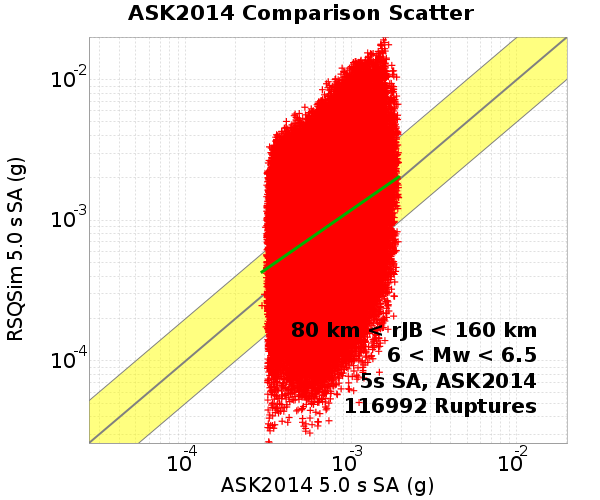 ASK2014 Comparison Scatter
RSQSim 5.0 s SA (g)
10-2
10-3
10-4
80 km < rJB < 160 km
6 < Mw < 6.5
5s SA, ASK2014
116992 Ruptures
10-4
10-3
10-2
ASK2014 5.0 s SA (g)